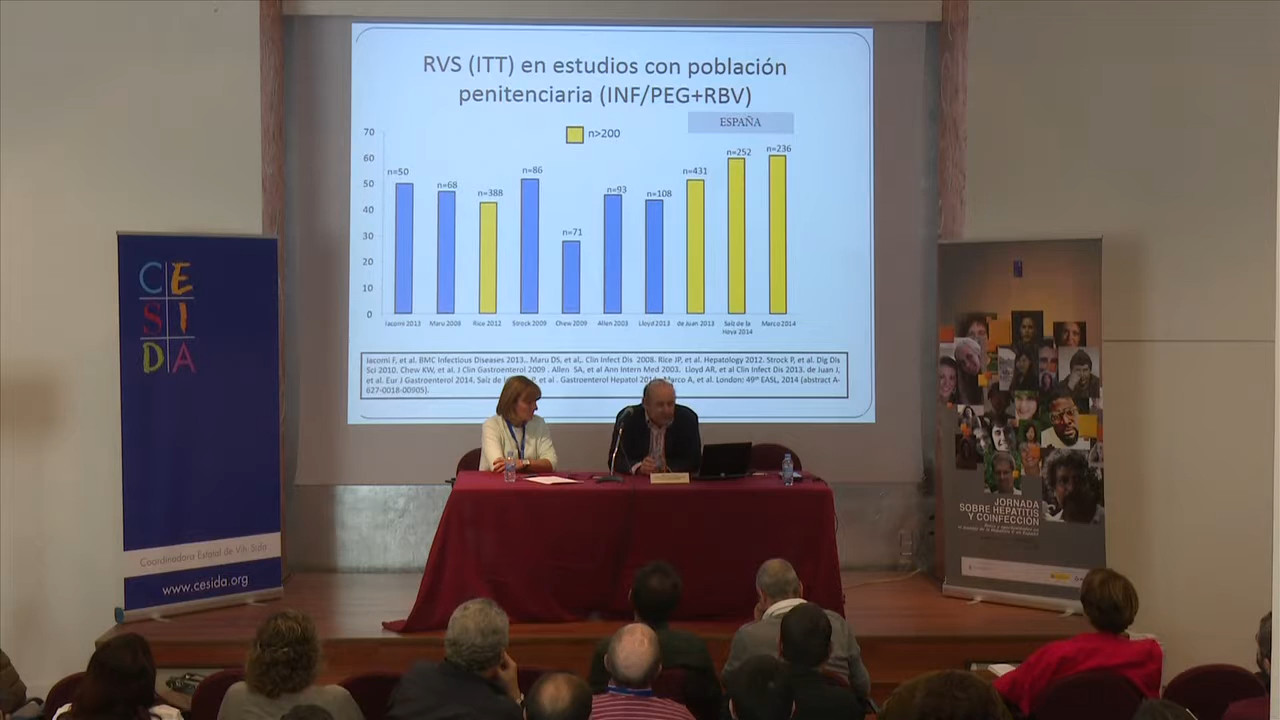 RVS (ITT) en estudios con población
penitenciaria (INF/PEG+RBV)
ESPAÑA
n>200
70
60
50
40
30
20
10
0
n=50
n=68
n=388
n=86
n=71
n=93
n=108
n=431
n=252
n=236
Iacomi 2013
Maru 2008
Rice 2012
Strock 2009
Chew 2009
Allen 2003
Lloyd 2013
de Juan 2013
Saíz de la
Hoya 2014
Marco 2014
Iacomi F, et al. BMC Infectious Diseases 2013.. Maru DS, et al,. Clin Infect Dis 2008. Rice JP, et al. Hepatology 2012. Strock P, et al. Dig Dis
Sci 2010. Chew KW, et al. J Clin Gastroenterol 2009 . Allen SA, et al Ann Intern Med 2003. Lloyd AR, et al Clin Infect Dis 2013. de Juan J,
et al. Eur J Gastroenterol 2014. Saíz de et al . Gastroenterol Hepatol Marco A, et al. London: 49th EASL, 2014 (abstract A-
627-0018-00905).
CE
SI
DA
Coordinadora Estatal de Vih-Sida
www.cesida.org
JORNADA
SOBRE HEPATITIS
Y COINFECCIÓN